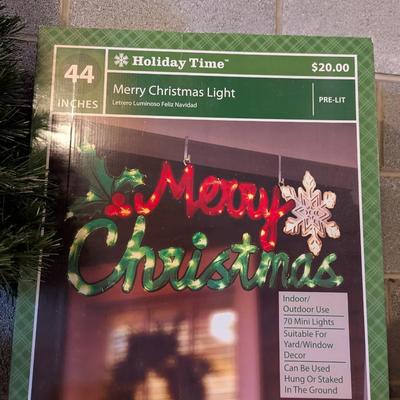 Holiday Time™
$20.00
44
INCHES
Merry Christmas Light
Letrero Luminoso Feliz Navidad
PRE-LIT
Merry
Christmas
Indoor/
Outdoor Use
70 Mini Lights
Suitable For
Yard/Window
Decor
Can Be Used
Hung Or Staked
In The Ground